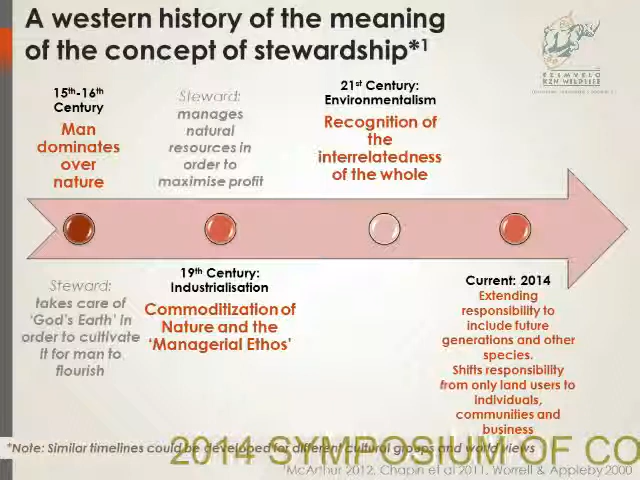 A western history of the meaning
of the concept of stewardship*1
15th-16th
Century
Man
dominates
over
nature
Steward:
manages
natural
resources in
order to
maximise profit
21st Century:
Environmentalism
Recognition of
the
interrelatedness
of the whole
EZEMVELO
KZN WILDLIFE
Steward:
takes care of
'God's Earth' in
order to cultivate
it for man to
flourish
19th Century:
Industrialisation
Commoditization of
Nature and the
'Managerial Ethos'
Current: 2014
Extending
responsibility to
include future
generations and other
species.
Shifts responsibility
from only land users to
individuals,
communities and
business
*Note: Similar timelines could be developed for different cultural groups and world views
2014 SYMPOSIUM OF CO
1McArthur 2012, Chapin et al 2011, Worrell & Appleby 2000